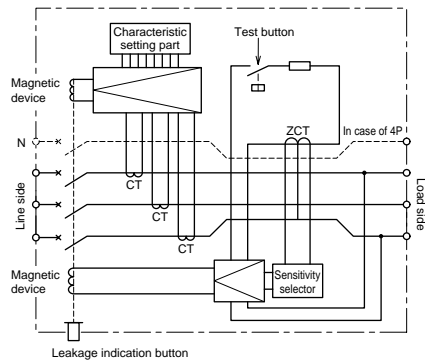 Characteristic
setting part
Test button
Magnetic
device
N
ZCT
In case of 4P
CT
CT
CT
Line side
Load side
Magnetic
device
Sensitivity
selector
Leakage indication button